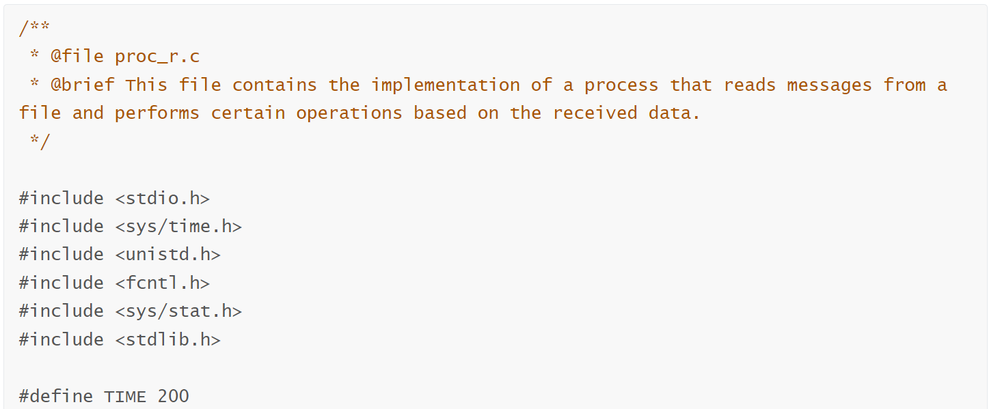 /**
 * @file proc_r.c
 * @brief This file contains the implementation of a process that reads messages from a
file and performs certain operations based on the received data.
 */
#include <stdio.h>
#include <sys/time.h>
#include <unistd.h>
#include <fcntl.h>
#include <sys/stat.h>
#include <stdlib.h>
#define TIME 200